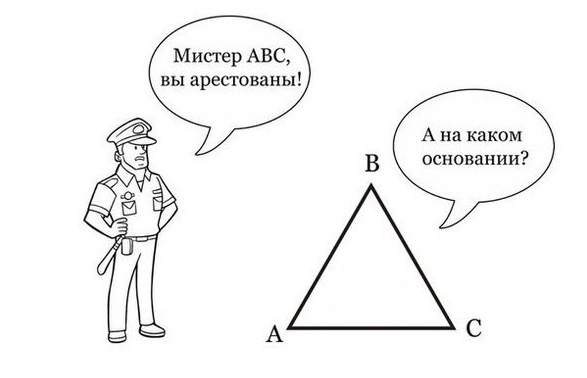 Мистер АВС,
вы арестованы!
А на каком
основании?
B
A
C